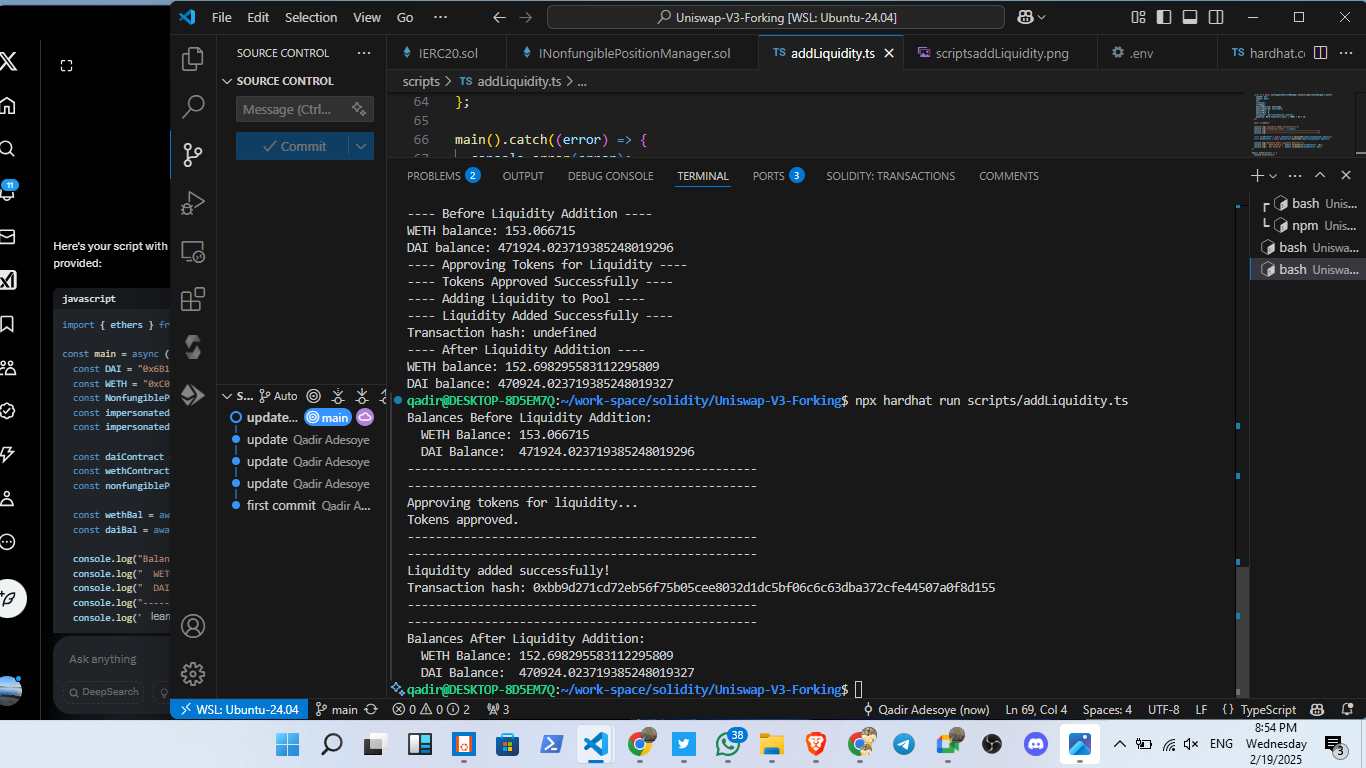 File Edit Selection View Go ···
Uniswap-V3-Forking [WSL: Ubuntu-24.04]
SOURCE CONTROL ···
SOURCE CONTROL
Message (Ctrl...
Commit
IERC20.sol
INonfungiblePositionManager.sol
TS addLiquidity.ts
scriptsaddLiquidity.png
.env
TS hardhat.c
scripts > TS addLiquidity.ts > ...
64 };
65
66 main().catch((error) => {
PROBLEMS 2 OUTPUT DEBUG CONSOLE TERMINAL PORTS 3 SOLIDITY: TRANSACTIONS COMMENTS
---- Before Liquidity Addition ----
WETH balance: 153.066715
DAI balance: 471924.023719385248019296
---- Approving Tokens for Liquidity ----
---- Tokens Approved Successfully ----
---- Adding Liquidity to Pool ----
---- Liquidity Added Successfully ----
Transaction hash: undefined
---- After Liquidity Addition ----
WETH balance: 152.698295583112295809
DAI balance: 470924.023719385248019327
qadir@DESKTOP-8D5EM7Q:~/work-space/solidity/Uniswap-V3-Forking$ npx hardhat run scripts/addLiquidity.ts
Balances Before Liquidity Addition:
WETH Balance: 153.066715
DAI Balance: 471924.023719385248019296
--------------------------------------------------
--------------------------------------------------
Approving tokens for liquidity...
Tokens approved.
--------------------------------------------------
--------------------------------------------------
Liquidity added successfully!
Transaction hash: 0xbb9d271cd72eb56f75b05cee8032d1dc5bf06c6c63dba372cfe44507a0f8d155
--------------------------------------------------
--------------------------------------------------
Balances After Liquidity Addition:
WETH Balance: 152.698295583112295809
DAI Balance: 470924.023719385248019327
qadir@DESKTOP-8D5EM7Q:~/work-space/solidity/Uniswap-V3-Forking$
bash Unis...
npm Unis...
bash Uniswa...
bash Uniswa...
S... Auto
update... main
update Qadir Adesoye
update Qadir Adesoye
update Qadir Adesoye
first commit Qadir A...
11
Here's your script with
provided:
javascript
import { ethers } fr
const main = async (
const DAI = "0x6B1
const WETH = "0xC0
const Nonfungible
const impersonated
const impersonated
const daiContract
const wethContract
const nonfungibleP
const wethBal = aw
const daiBal = awa
console.log("Balan
console.log(" WET
console.log(" DAI
console.log("-----
console.log("
lean
Ask anything
DeepSearch
WSL: Ubuntu-24.04 main 0 0 2 3
Qadir Adesoye (now) Ln 69, Col 4 Spaces: 4 UTF-8 LF {} TypeScript
38
ENG
8:54 PM
Wednesday
2/19/2025
3